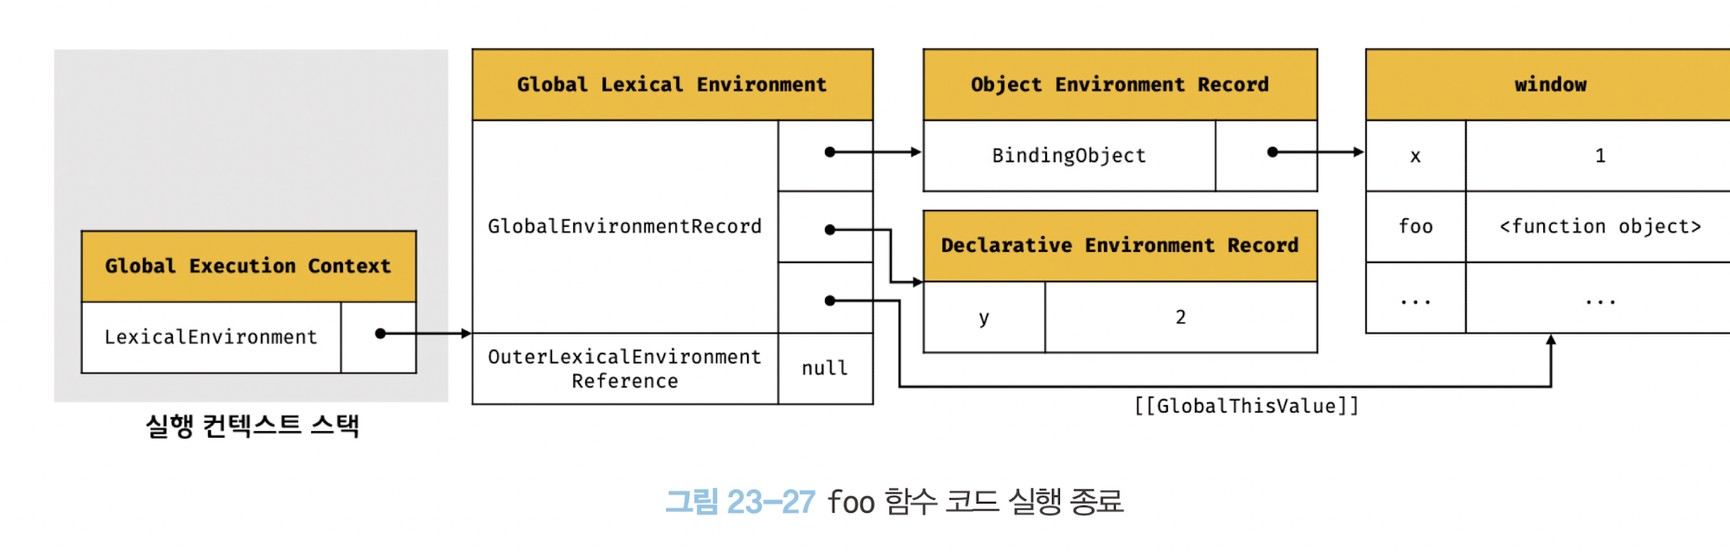 Global Execution Context
LexicalEnvironment
실행 컨텍스트 스택
Global Lexical Environment
GlobalEnvironmentRecord
OuterLexicalEnvironment
Reference
null
Object Environment Record
BindingObject
Declarative Environment Record
y 2
[[GlobalThisValue]]
window
x 1
foo <function object>
... ...
그림 23-27 foo 함수 코드 실행 종료